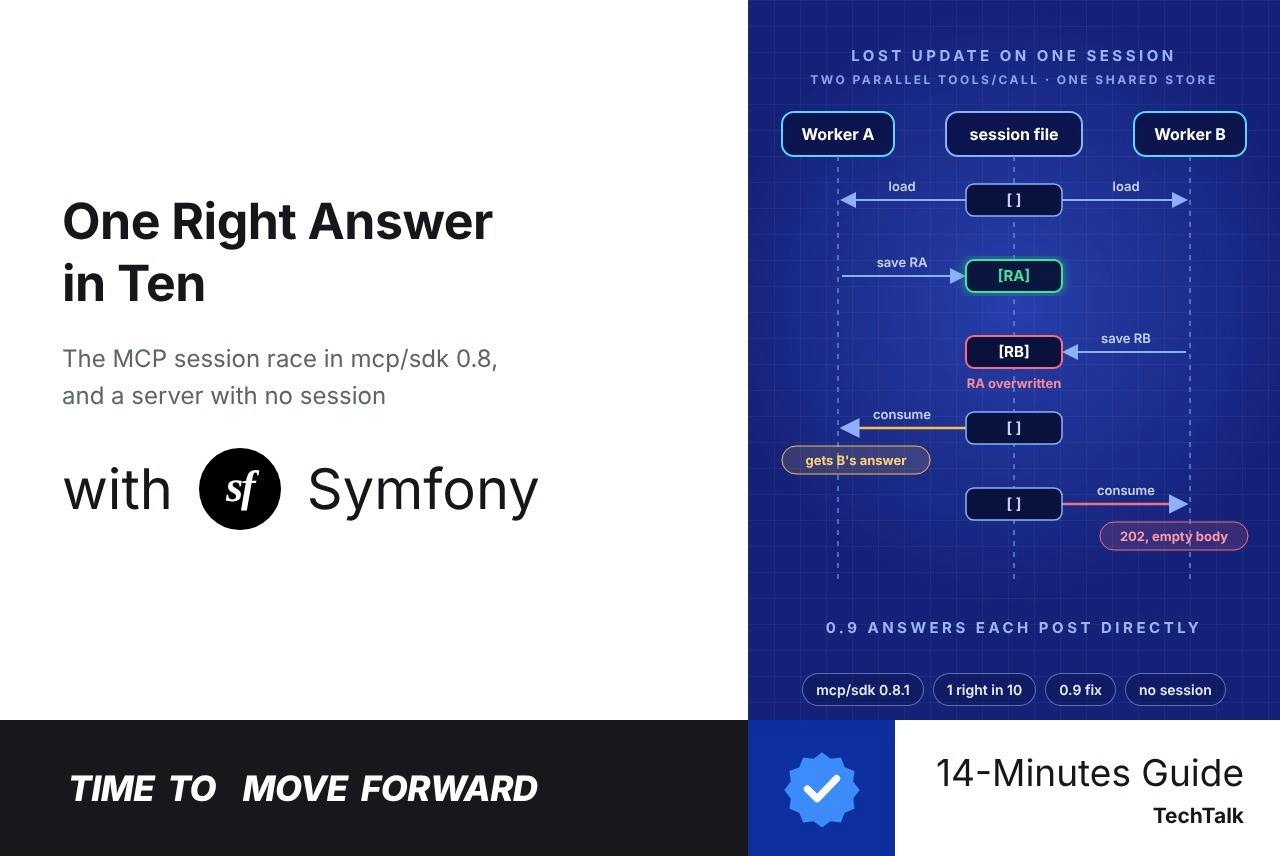 One Right Answer
in Ten
The MCP session race in mcp/sdk 0.8,
and a server with no session
with sf Symfony
TIME TO MOVE FORWARD
LOST UPDATE ON ONE SESSION
TWO PARALLEL TOOLS/CALL · ONE SHARED STORE
Worker A session file Worker B
load [ ] load
save RA [RA]
[RB] save RB
RA overwritten
consume [ ]
gets B's answer
[ ] consume
202, empty body
0.9 ANSWERS EACH POST DIRECTLY
mcp/sdk 0.8.1 1 right in 10 0.9 fix no session
14-Minutes Guide
TechTalk